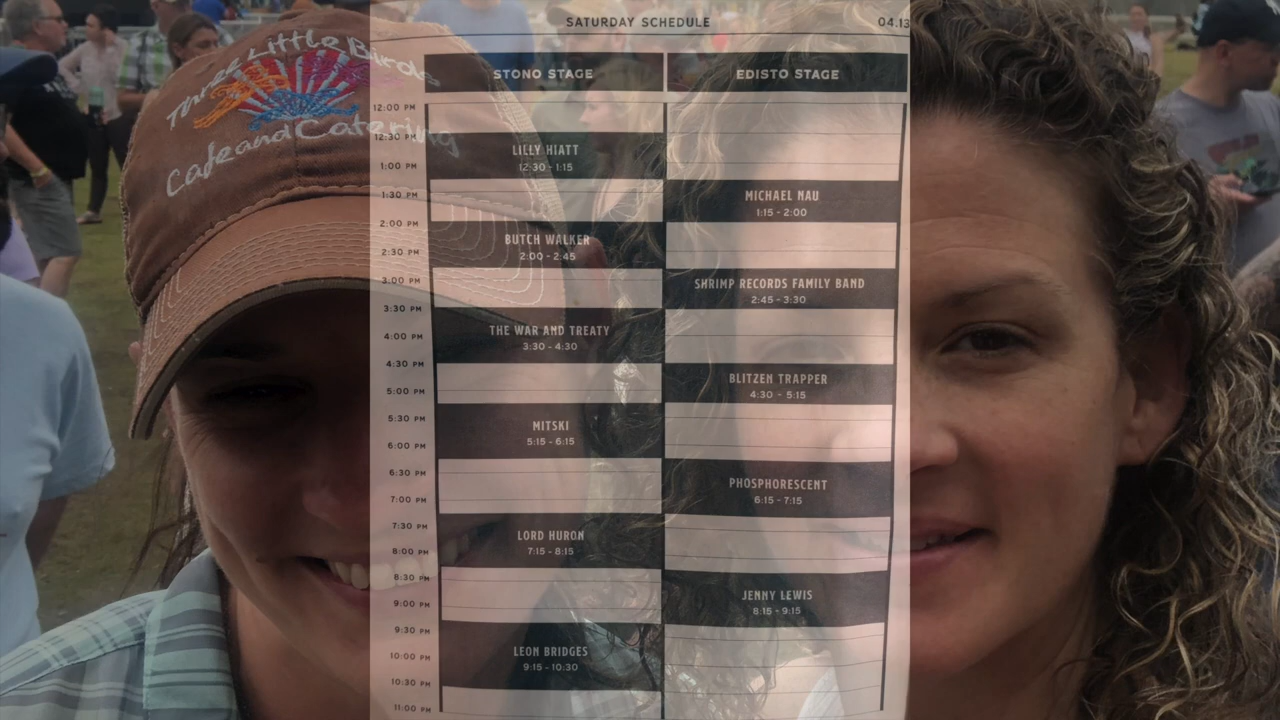 Three Little Birds
Cafe and Catering
SATURDAY SCHEDULE 04.13
STONO STAGE EDISTO STAGE
12:00 PM
12:30 PM
LILLY HIATT
12:30 - 1:15
1:00 PM
1:30 PM
MICHAEL NAU
1:15 - 2:00
2:00 PM
BUTCH WALKER
2:00 - 2:45
2:30 PM
3:00 PM
SHRIMP RECORDS FAMILY BAND
2:45 - 3:30
3:30 PM
THE WAR AND TREATY
3:30 - 4:30
4:00 PM
4:30 PM
BLITZEN TRAPPER
4:30 - 5:15
5:00 PM
5:30 PM
MITSKI
5:15 - 6:15
6:00 PM
6:30 PM
PHOSPHORESCENT
6:15 - 7:15
7:00 PM
7:30 PM
LORD HURON
7:15 - 8:15
8:00 PM
8:30 PM
JENNY LEWIS
8:15 - 9:15
9:00 PM
9:30 PM
LEON BRIDGES
9:15 - 10:30
10:00 PM
10:30 PM
11:00 PM